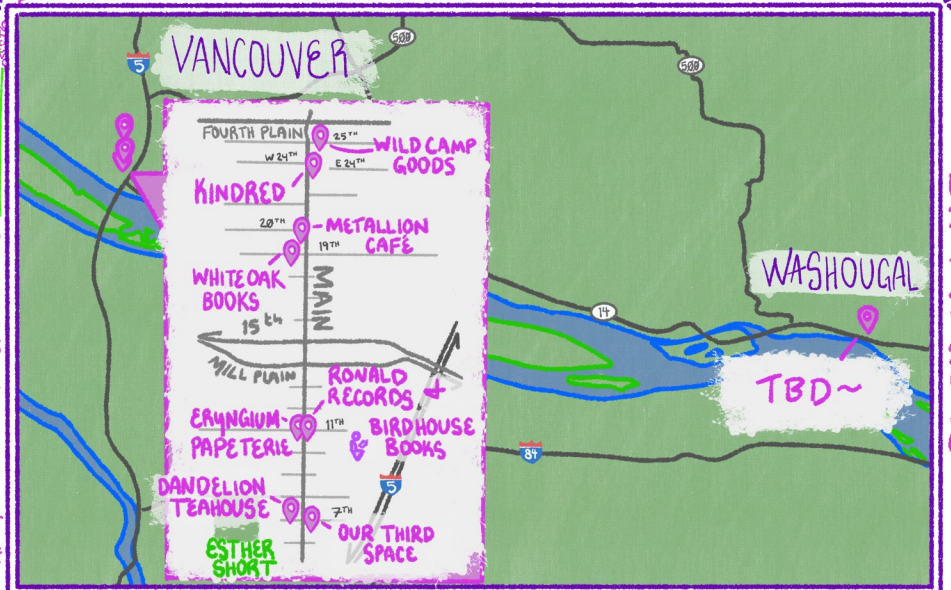 VANCOUVER
5
500
500
FOURTH PLAIN
25TH
WILD CAMP
GOODS
W 24TH
E 24TH
KINDRED
20TH
METALLION
CAFÉ
19TH
WHITE OAK
BOOKS
MAIN
15th
MILL PLAIN
RONALD
RECORDS
ERYNGIUM
PAPETERIE
11TH
BIRDHOUSE
BOOKS
5
DANDELION
TEAHOUSE
7TH
OUR THIRD
SPACE
ESTHER
SHORT
14
84
WASHOUGAL
TBD~